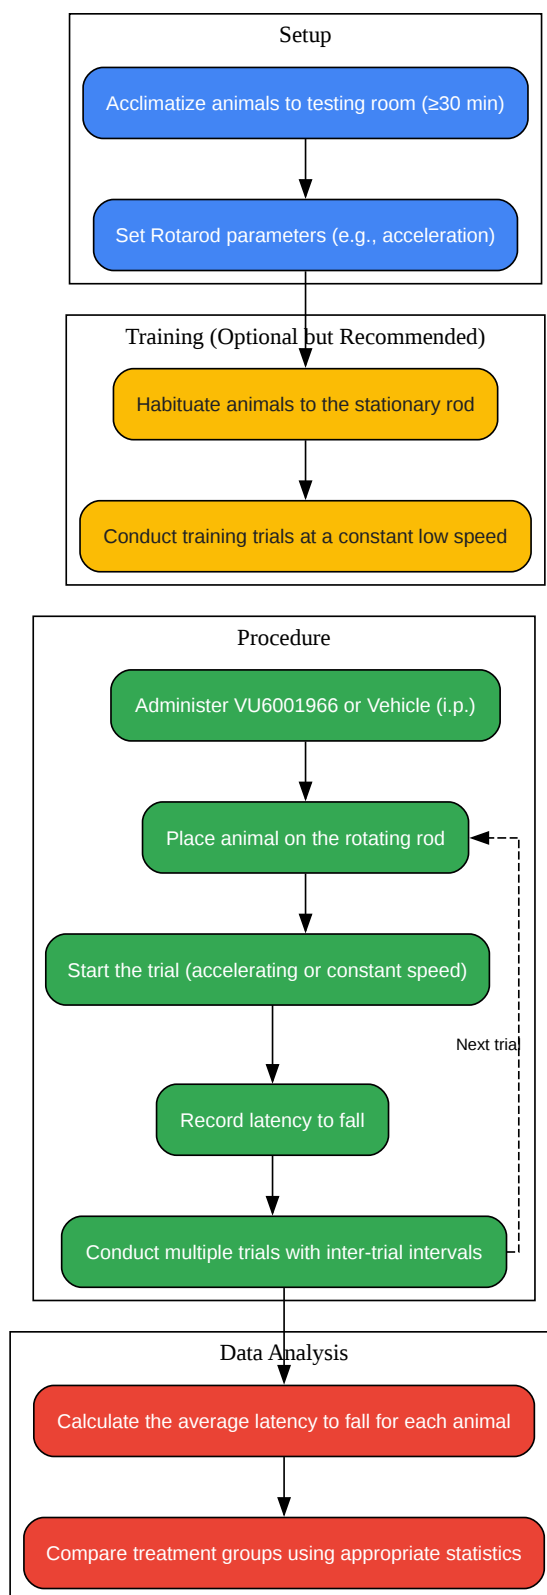 Setup
Acclimatize animals to testing room (≥30 min)
Set Rotarod parameters (e.g., acceleration)
Training (Optional but Recommended)
Habituate animals to the stationary rod
Conduct training trials at a constant low speed
Procedure
Administer VU6001966 or Vehicle (i.p.)
Place animal on the rotating rod
Start the trial (accelerating or constant speed)
Next trial
Record latency to fall
Conduct multiple trials with inter-trial intervals
Data Analysis
Calculate the average latency to fall for each animal
Compare treatment groups using appropriate statistics